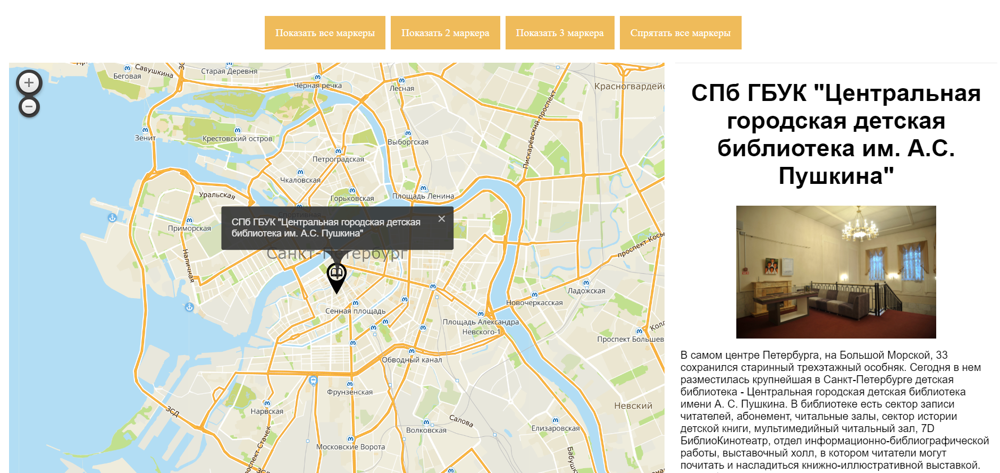 Показать все маркеры
Показать 2 маркера
Показать 3 маркера
Спрятать все маркеры
Савушкина
Беговая
ЗСД
Старая Деревня
Чёрная речка
Лесная
Красногвардейс
Пискарёвский проспект
Зенит
Крестовский остров
Выборгская
Петроградская
Чкаловская
Уральская
Горьковская
Площадь Ленина
Спортивная
СПб ГБУК "Центральная городская детская
библиотека им. А.С. Пушкина"
Приморская
Санкт-Петербург
Наличная
проспект Косы
Ладожская
Новочеркасская
Сенная площадь
Площадь Александра
Невского-1
Колл
Проспект Большев
Обводный канал
Фрунзенская
Нарвская
ЗСД
Невский
Салова
Волковская
Елизаровская
Московские Ворота
проспект Стачек
Бабушк
ЗСД
СПб ГБУК "Центральная
городская детская
библиотека им. А.С.
Пушкина"
В самом центре Петербурга, на Большой Морской, 33
сохранился старинный трехэтажный особняк. Сегодня в нем
разместилась крупнейшая в Санкт-Петербурге детская
библиотека - Центральная городская детская библиотека
имени А. С. Пушкина. В библиотеке есть сектор записи
читателей, абонемент, читальные залы, сектор истории
детской книги, мультимедийный читальный зал, 7D
БиблиоКинотеатр, отдел информационно-библиографической
работы, выставочный холл, в котором читатели могут
почитать и насладиться книжно-иллюстративной выставкой.